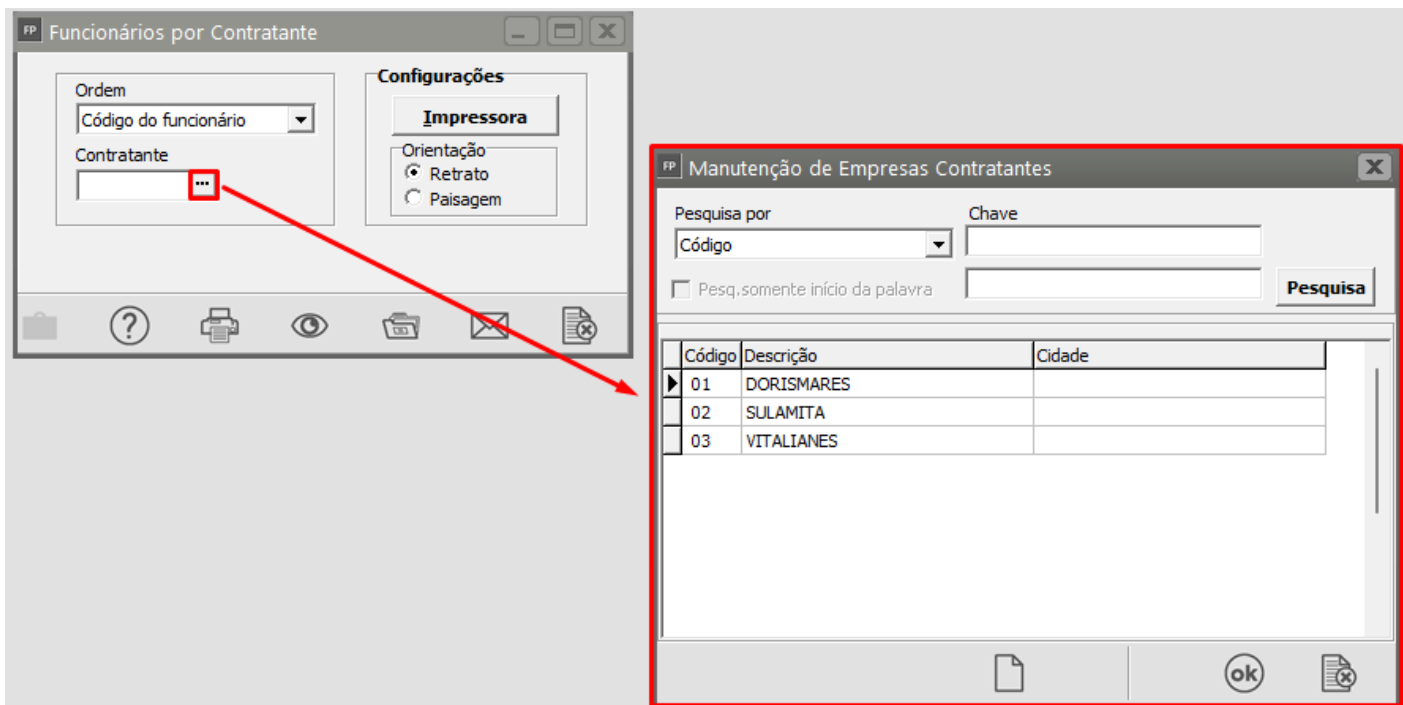 FP Funcionários por Contratante
Ordem
Código do funcionário
Contratante
...
Configurações
Impressora
Orientação
Retrato
Paisagem
?
FP Manutenção de Empresas Contratantes
Pesquisa por
Chave
Código
Pesq.somente início da palavra
Pesquisa
Código Descrição Cidade
01 DORISMARES
02 SULAMITA
03 VITALIANES
ok